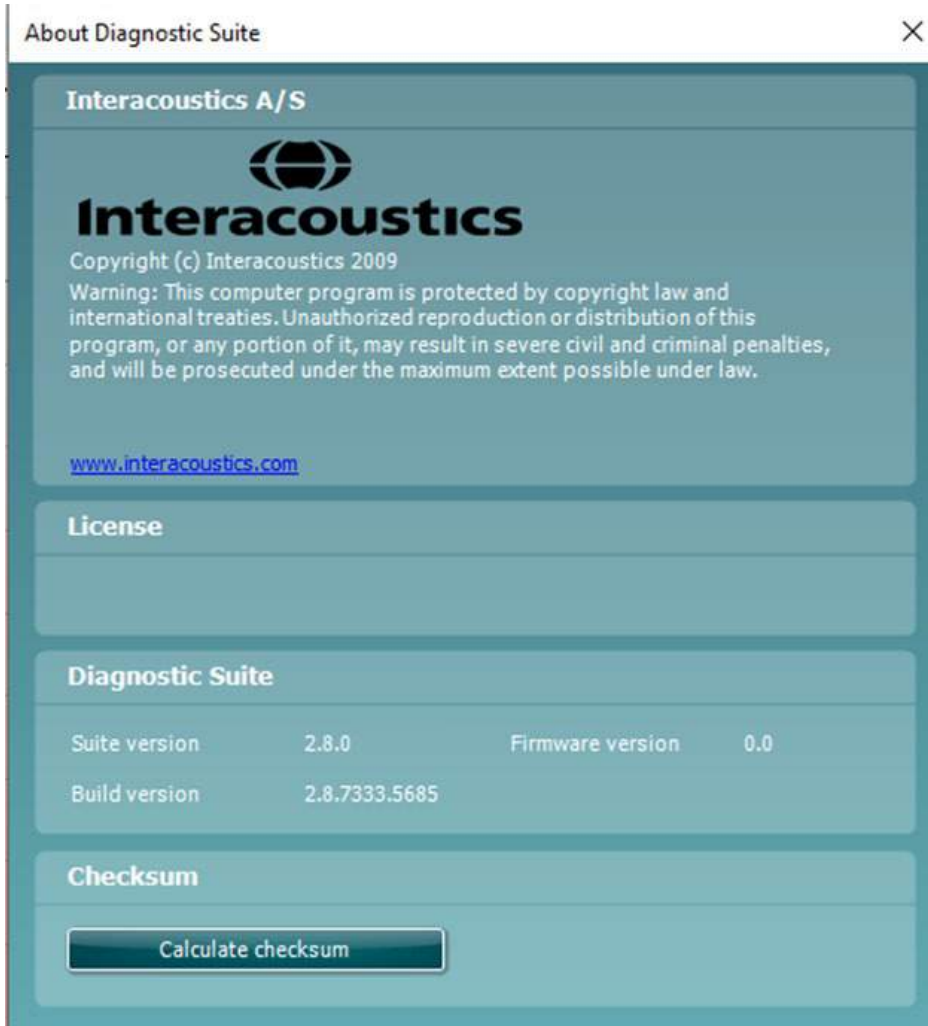 About Diagnostic Suite
Interacoustics A/S
Interacoustics
Copyright (c) Interacoustics 2009
Warning: This computer program is protected by copyright law and
international treaties. Unauthorized reproduction or distribution of this
program, or any portion of it, may result in severe civil and criminal penalties,
and will be prosecuted under the maximum extent possible under law.
www.interacoustics.com
License
Diagnostic Suite
Suite version 2.8.0 Firmware version 0.0
Build version 2.8.7333.5685
Checksum
Calculate checksum